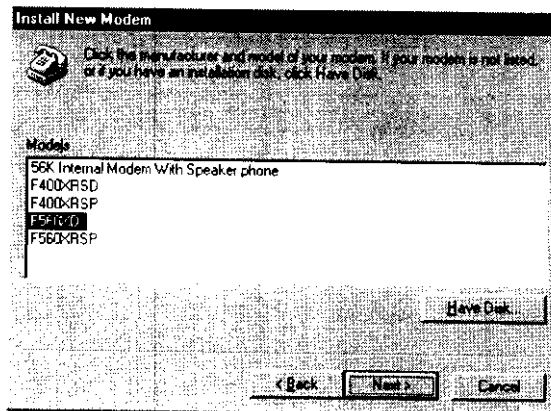 Install New Modem
Click the manufacturer and model of your modem. If your modem is not listed,
or if you have an installation disk, click Have Disk.
Models
56K Internal Modem With Speaker phone
F400XRSD
F400XRSP
F560XRSP
Have Disk...
< Back
Next >
Cancel